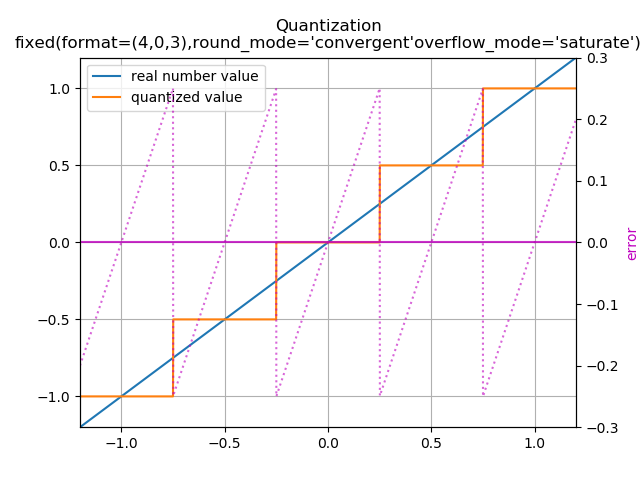 Quantization
fixed(format=(4,0,3),round_mode='convergent'overflow_mode='saturate')
real number value
quantized value
1.0
0.5
0.0
−0.5
−1.0
0.3
0.2
0.1
0.0
−0.1
−0.2
−0.3
error
−1.0 −0.5 0.0 0.5 1.0